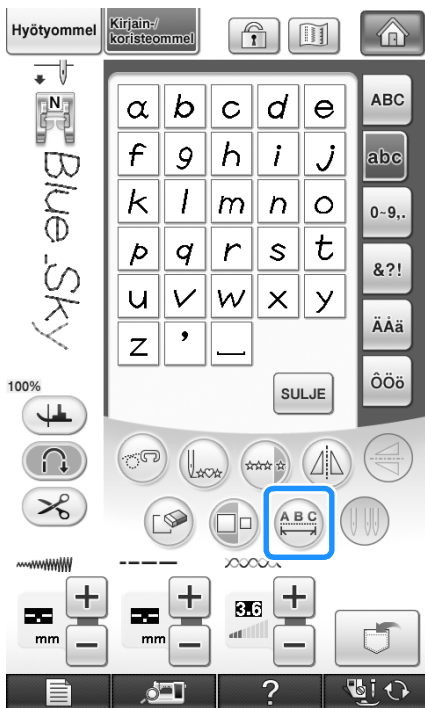 Hyötyommel
Kirjain-/
koristeommel
N
Blue Sky
a b c d e
f g h i j
k l m n o
p q r s t
u v w x y
z ’ _
ABC
abc
0~9,.
&?!
ÄÅä
ÔÖö
SULJE
100%
ABC
+ + +
-.- -.- 3.6
mm mm
− − −
? i